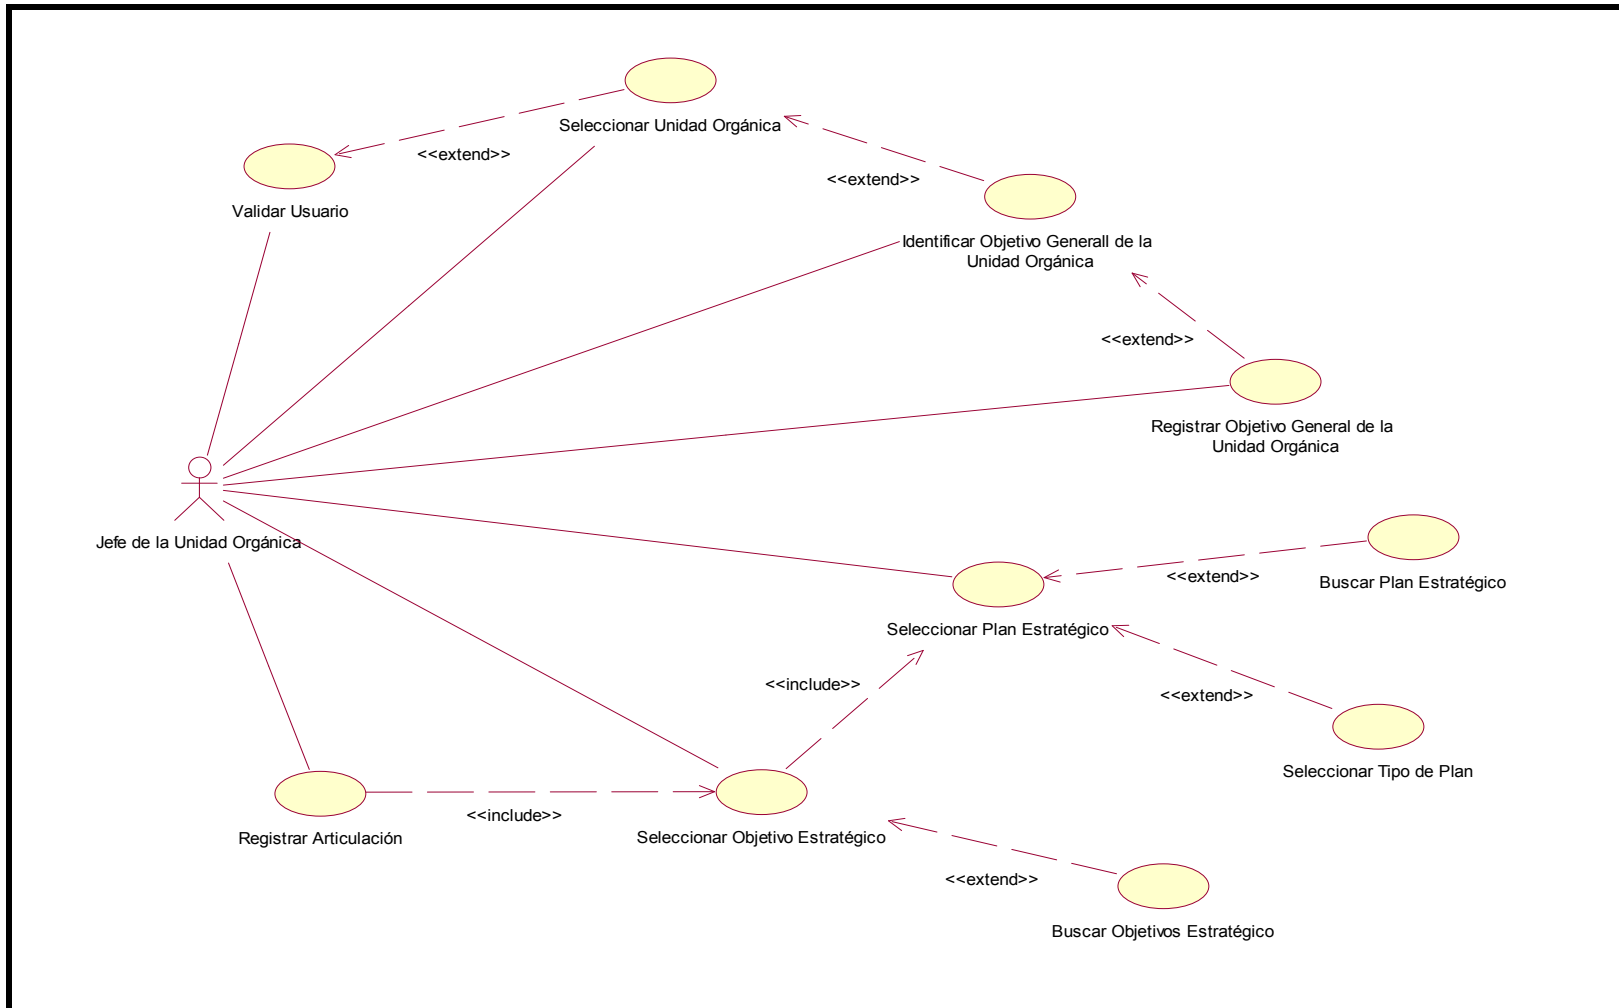 Seleccionar Unidad Orgánica
<<extend>>
Validar Usuario
<<extend>>
Identificar Objetivo Generall de la
Unidad Orgánica
<<extend>>
Registrar Objetivo General de la
Unidad Orgánica
Jefe de la Unidad Orgánica
<<extend>>
Buscar Plan Estratégico
Seleccionar Plan Estratégico
<<include>>
<<extend>>
Seleccionar Tipo de Plan
<<include>>
Registrar Articulación
Seleccionar Objetivo Estratégico
<<extend>>
Buscar Objetivos Estratégico